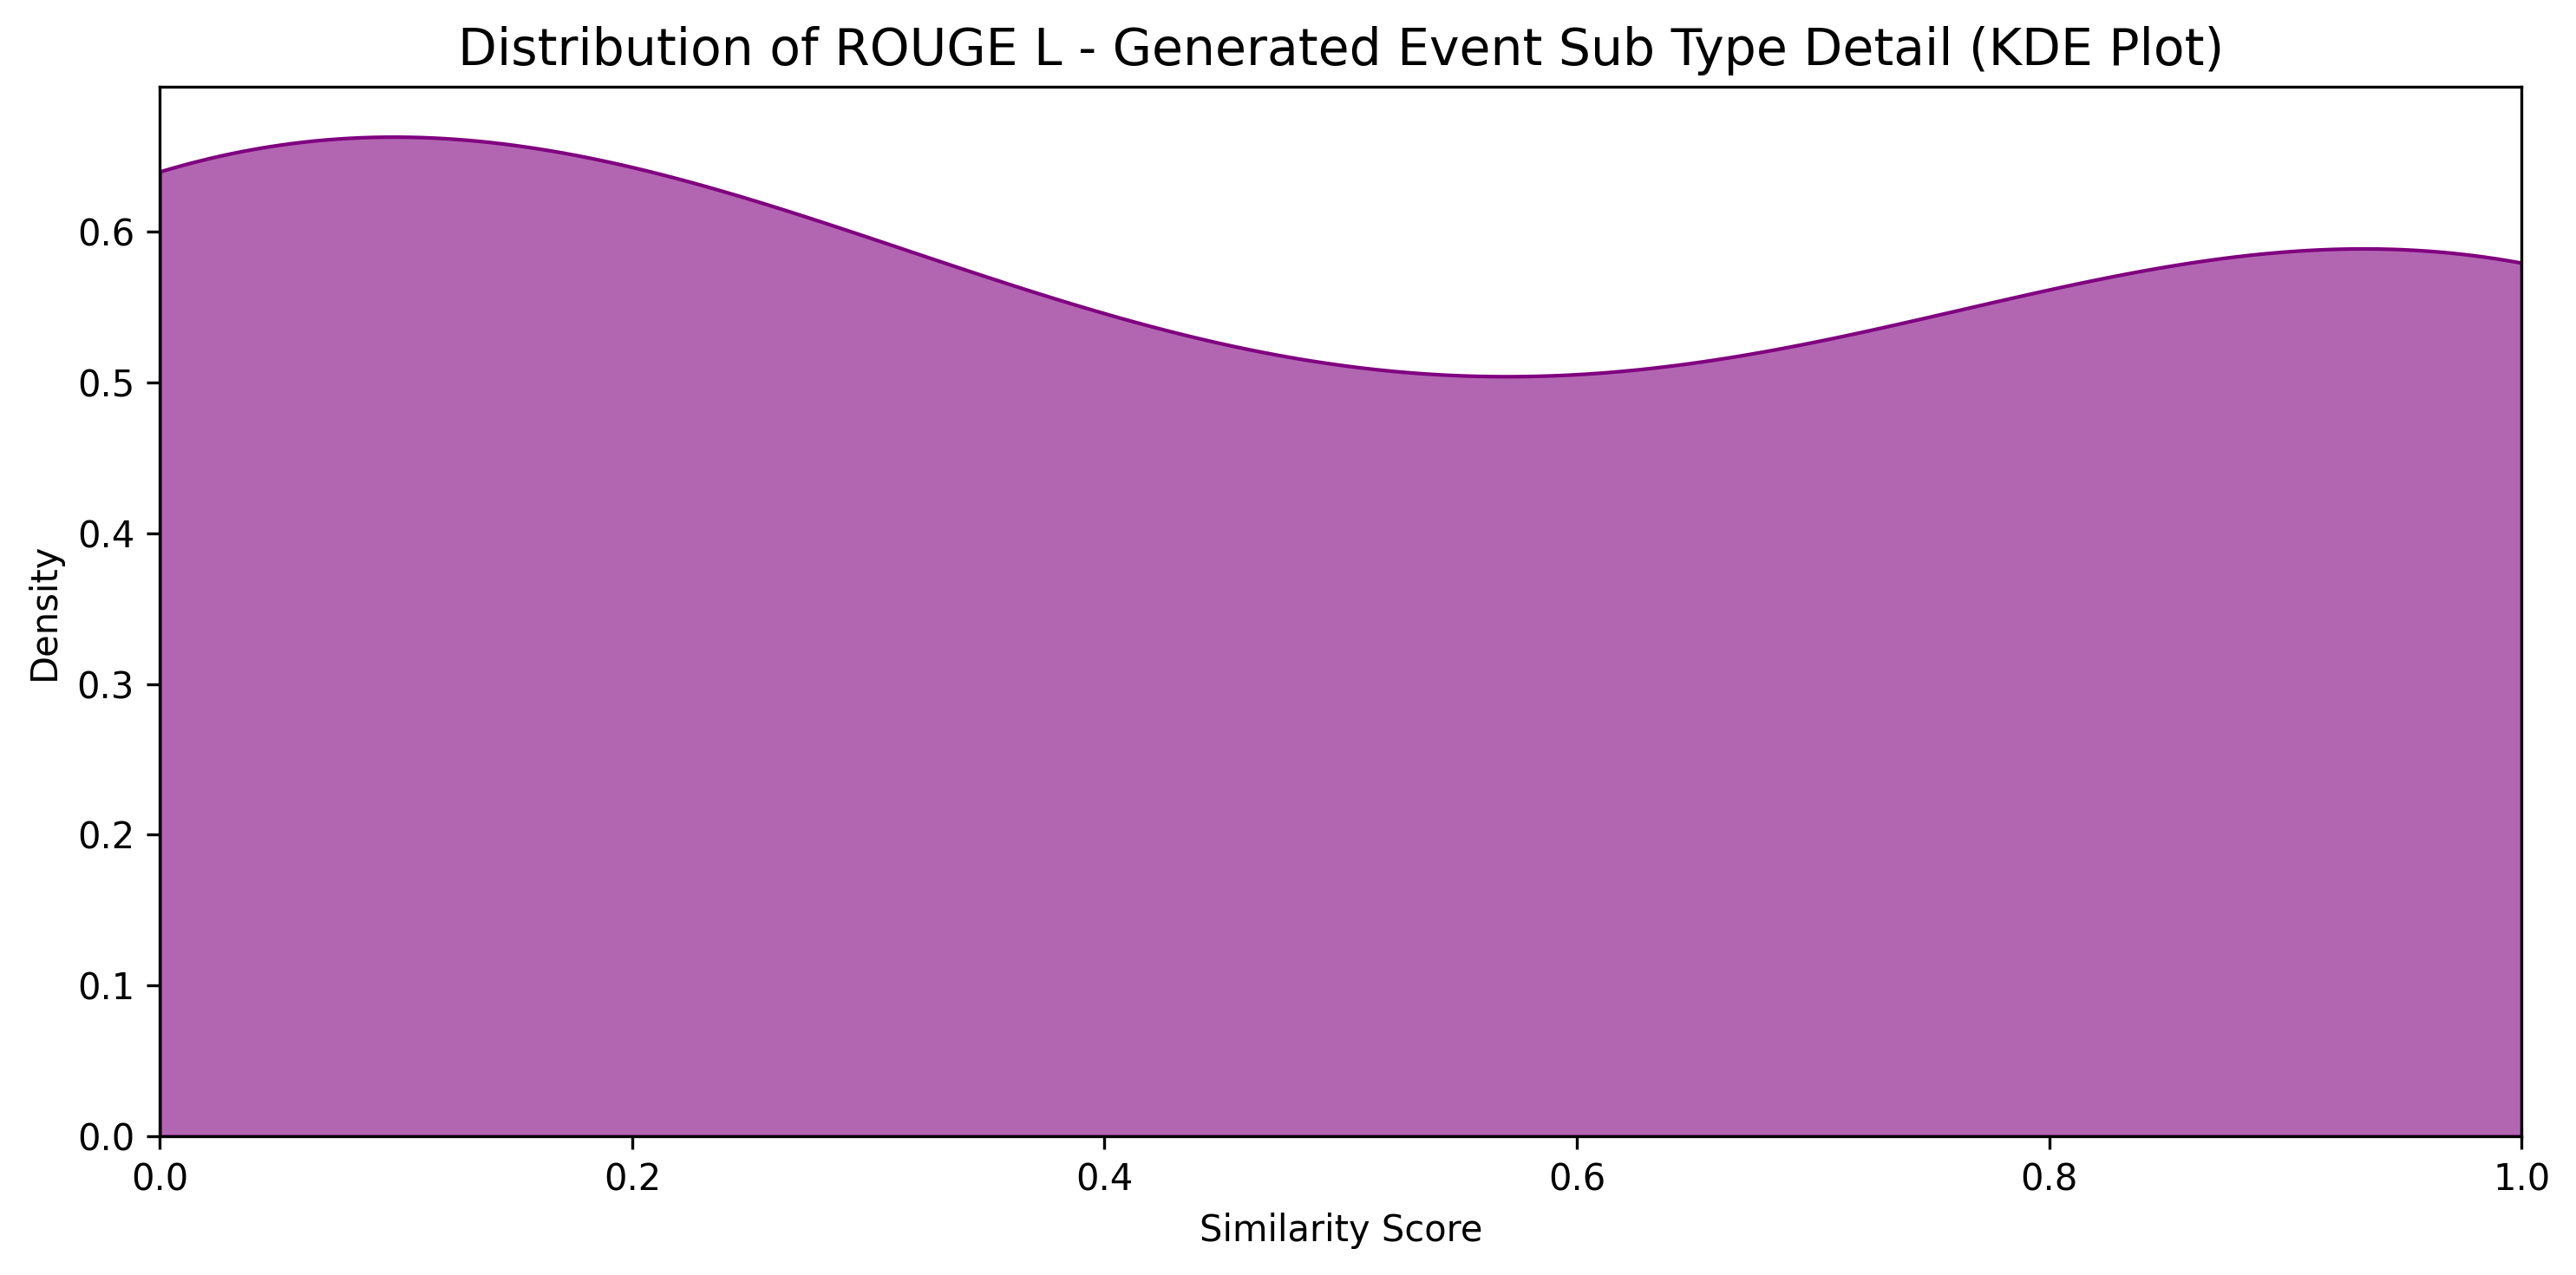 Distribution of ROUGE L - Generated Event Sub Type Detail (KDE Plot)
0.6
0.5
0.4
0.3
0.2
0.1
0.0
Density
0.0 0.2 0.4 0.6 0.8 1.0
Similarity Score